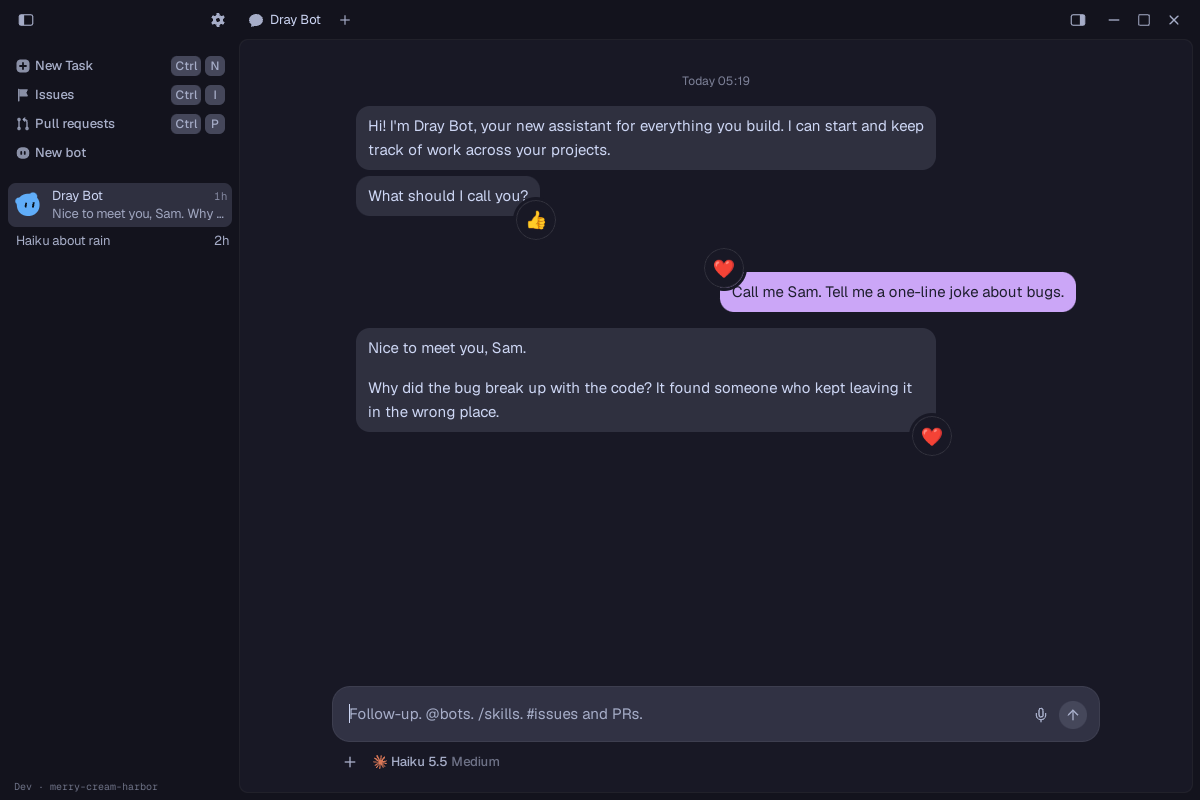 Dray Bot
New Task Ctrl N
Issues Ctrl I
Pull requests Ctrl P
New bot
Dray Bot 1h
Nice to meet you, Sam. Why ...
Haiku about rain 2h
Dev · merry-cream-harbor
Today 05:19
Hi! I'm Dray Bot, your new assistant for everything you build. I can start and keep
track of work across your projects.
What should I call you?
Call me Sam. Tell me a one-line joke about bugs.
Nice to meet you, Sam.
Why did the bug break up with the code? It found someone who kept leaving it
in the wrong place.
Follow-up. @bots. /skills. #issues and PRs.
Haiku 5.5 Medium